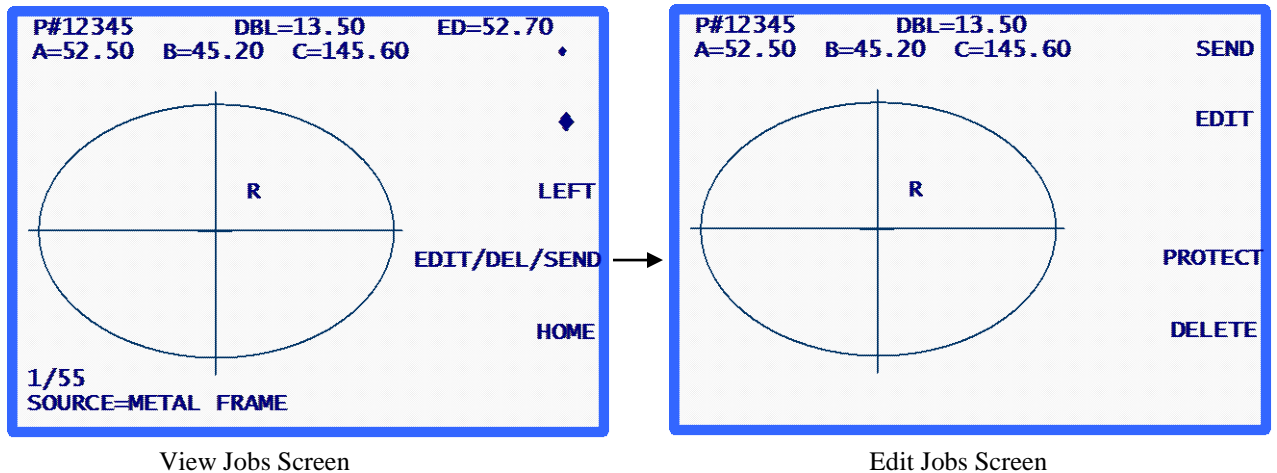 P#12345 DBL=13.50 ED=52.70
A=52.50 B=45.20 C=145.60
R
LEFT
EDIT/DEL/SEND
HOME
1/55
SOURCE=METAL FRAME
View Jobs Screen
P#12345 DBL=13.50
A=52.50 B=45.20 C=145.60 SEND
EDIT
R
PROTECT
DELETE
Edit Jobs Screen